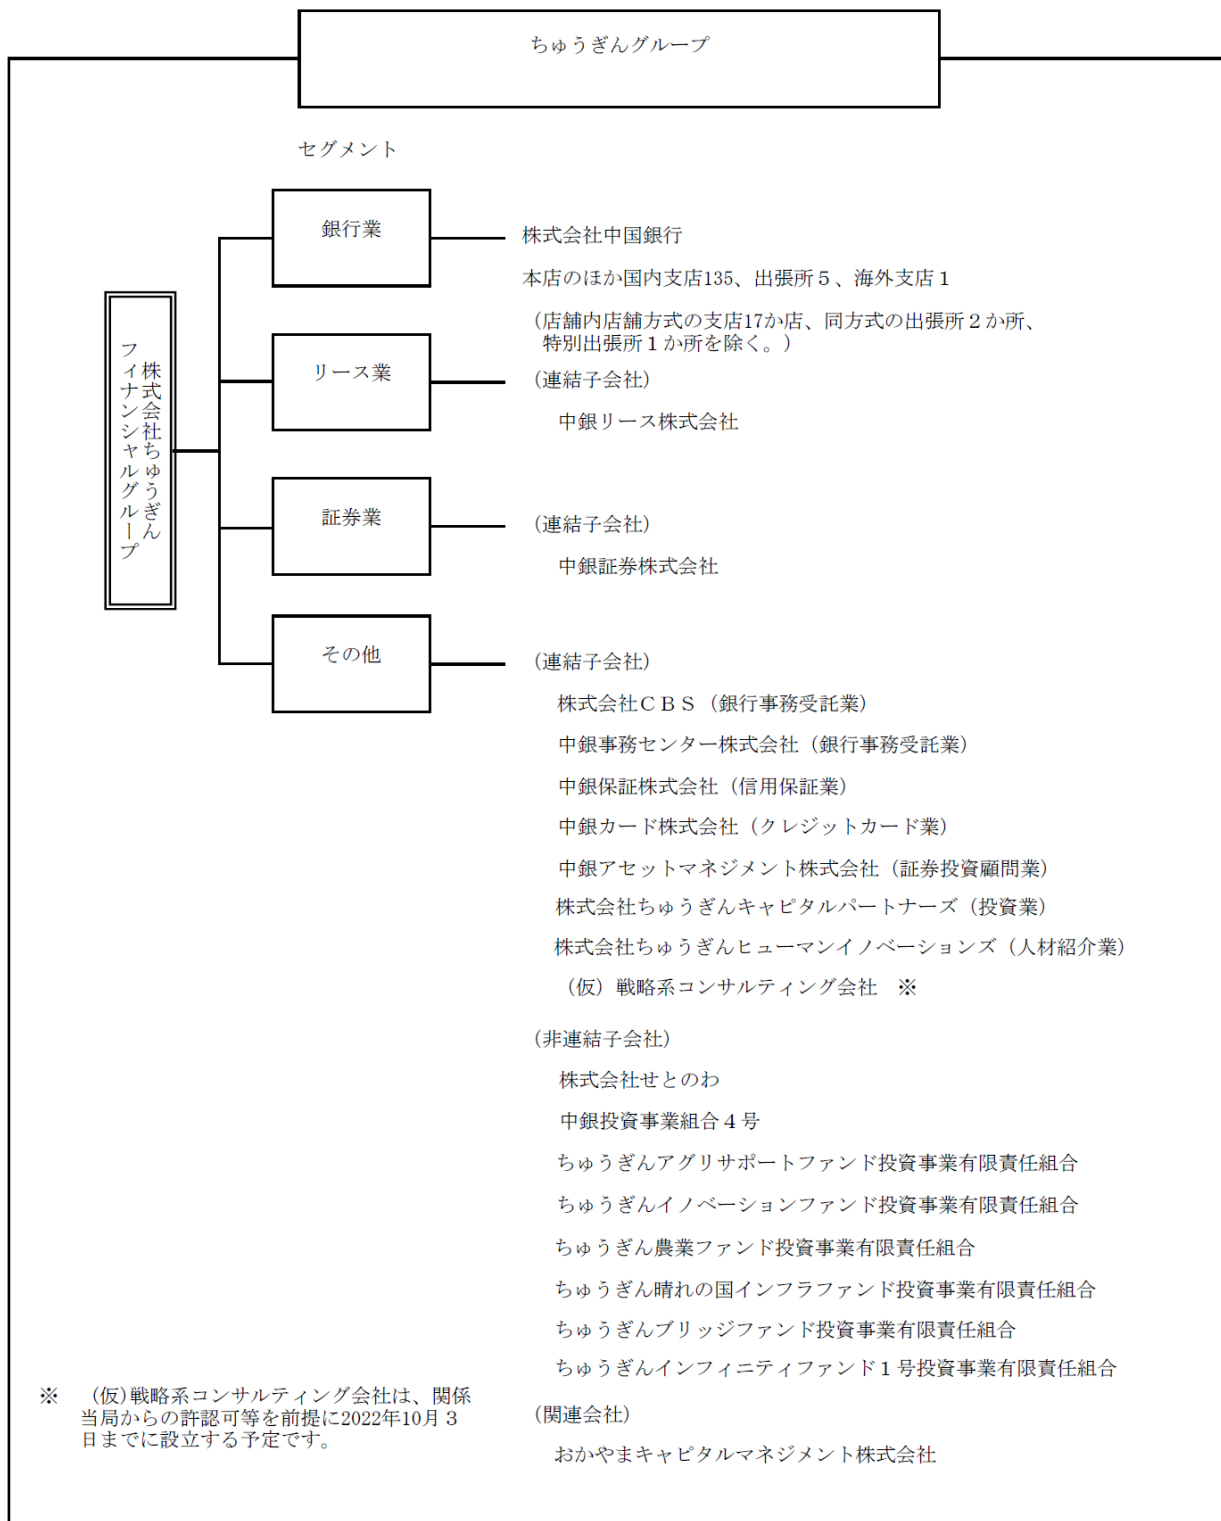 ちゅうぎんグループ
セグメント
株式会社ちゅうぎん
フィナンシャルグループ
銀行業
株式会社中国銀行
本店のほか国内支店135、出張所５、海外支店１
（店舗内店舗方式の支店17か店、同方式の出張所２か所、
特別出張所１か所を除く。）
リース業
（連結子会社）
中銀リース株式会社
証券業
（連結子会社）
中銀証券株式会社
その他
（連結子会社）
株式会社ＣＢＳ（銀行事務受託業）
中銀事務センター株式会社（銀行事務受託業）
中銀保証株式会社（信用保証業）
中銀カード株式会社（クレジットカード業）
中銀アセットマネジメント株式会社（証券投資顧問業）
株式会社ちゅうぎんキャピタルパートナーズ（投資業）
株式会社ちゅうぎんヒューマンイノベーションズ（人材紹介業）
（仮）戦略系コンサルティング会社　※
（非連結子会社）
株式会社せとのわ
中銀投資事業組合４号
ちゅうぎんアグリサポートファンド投資事業有限責任組合
ちゅうぎんイノベーションファンド投資事業有限責任組合
ちゅうぎん農業ファンド投資事業有限責任組合
ちゅうぎん晴れの国インフラファンド投資事業有限責任組合
ちゅうぎんブリッジファンド投資事業有限責任組合
ちゅうぎんインフィニティファンド１号投資事業有限責任組合
（関連会社）
おかやまキャピタルマネジメント株式会社
※　（仮）戦略系コンサルティング会社は、関係
当局からの許認可等を前提に2022年10月３
日までに設立する予定です。